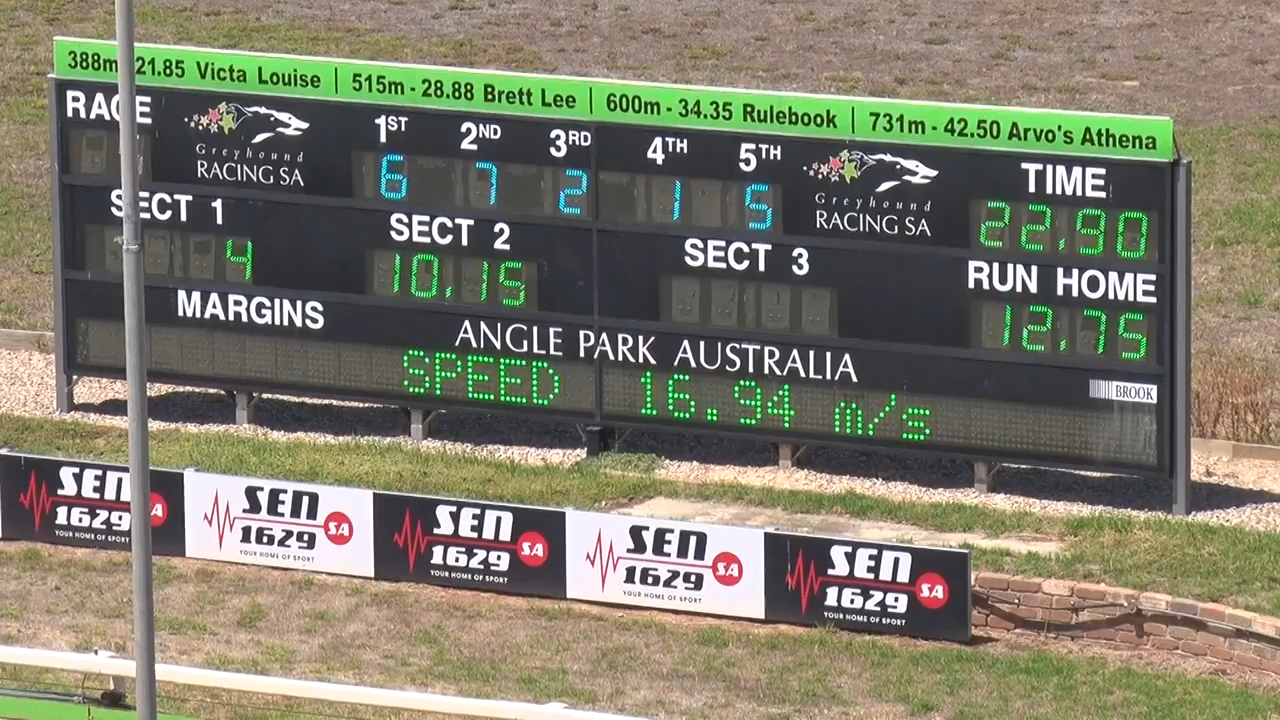 388m 21.85 Victa Louise | 515m - 28.88 Brett Lee | 600m - 34.35 Rulebook | 731m - 42.50 Arvo's Athena
RACE
Greyhound
RACING SA
1ST 2ND 3RD 4TH 5TH
6 7 2 1 5
Greyhound
RACING SA
TIME
22.90
SECT 1
4
SECT 2
10.15
SECT 3
RUN HOME
12.75
MARGINS
ANGLE PARK AUSTRALIA
BROOK
SPEED 16.94 m/s
SEN
1629
SA
YOUR HOME OF SPORT
SEN
1629
SA
YOUR HOME OF SPORT
SEN
1629
SA
YOUR HOME OF SPORT
SEN
1629
SA
YOUR HOME OF SPORT
SEN
1629
SA
YOUR HOME OF SPORT